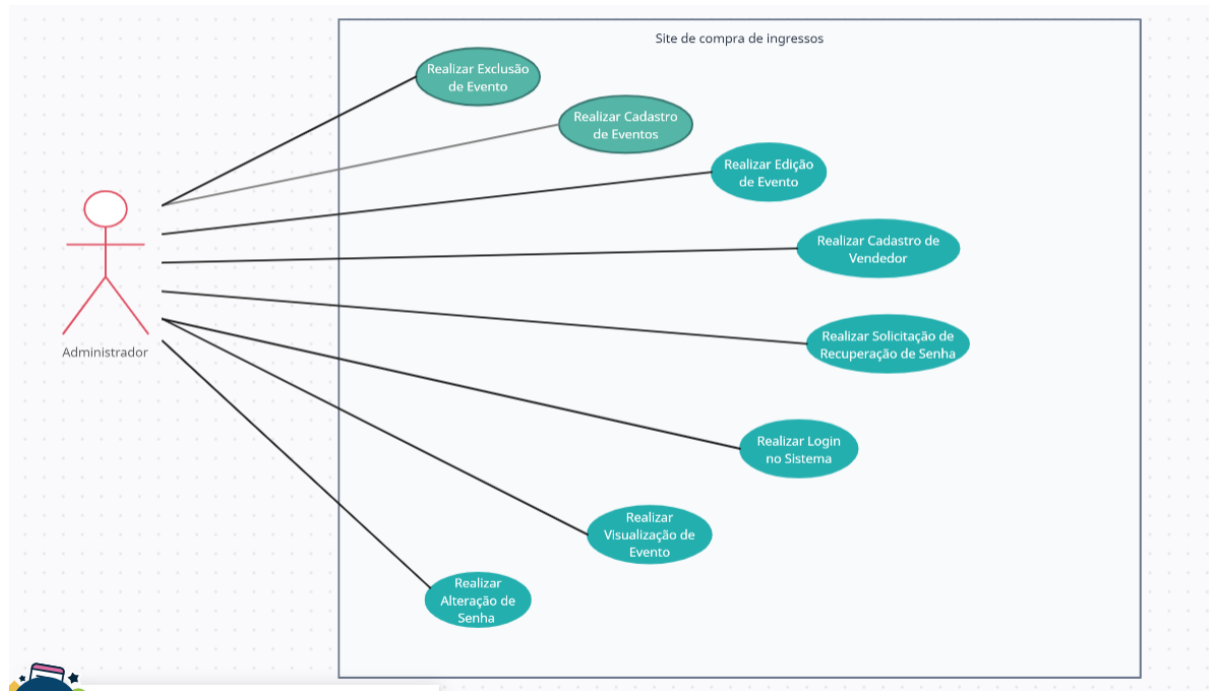 Site de compra de ingressos
Realizar Exclusão
de Evento
Realizar Cadastro
de Eventos
Realizar Edição
de Evento
Realizar Cadastro de
Vendedor
Realizar Solicitação de
Recuperação de Senha
Administrador
Realizar Login
no Sistema
Realizar
Visualização de
Evento
Realizar
Alteração de
Senha